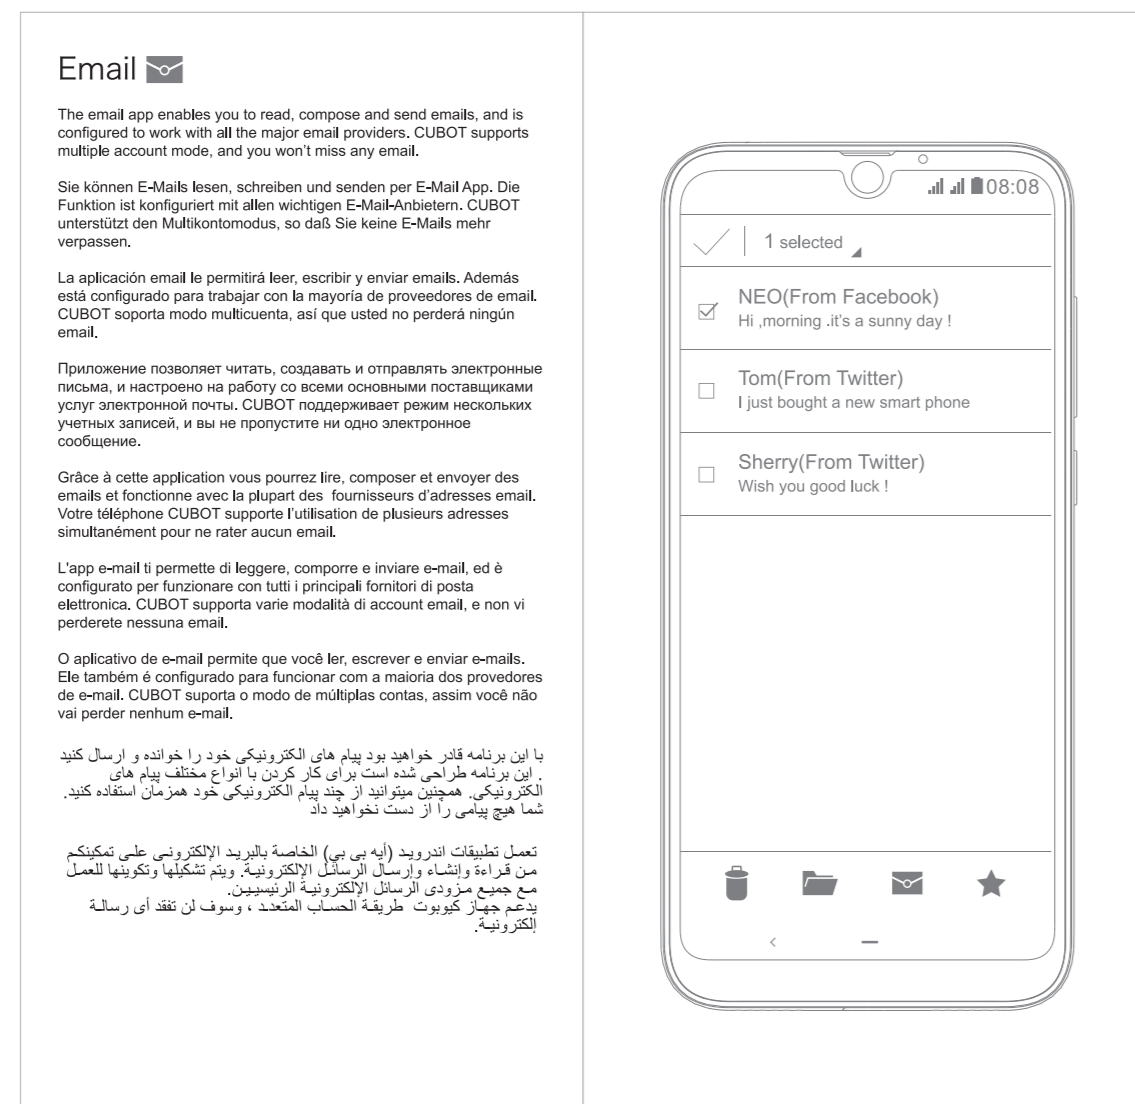 Email
The email app enables you to read, compose and send emails, and is
configured to work with all the major email providers. CUBOT supports
multiple account mode, and you won't miss any email.
Sie können E-Mails lesen, schreiben und senden per E-Mail App. Die
Funktion ist konfiguriert mit allen wichtigen E-Mail-Anbietern. CUBOT
unterstützt den Multikontomodus, so daß Sie keine E-Mails mehr
verpassen.
La aplicación email le permitirá leer, escribir y enviar emails. Además
está configurado para trabajar con la mayoría de proveedores de email.
CUBOT soporta modo multicuenta, así que usted no perderá ningún
email.
Приложение позволяет читать, создавать и отправлять электронные
письма, и настроено на работу со всеми основными поставщиками
услуг электронной почты. CUBOT поддерживает режим нескольких
учетных записей, и вы не пропустите ни одно электронное
сообщение.
Grâce à cette application vous pourrez lire, composer et envoyer des
emails et fonctionne avec la plupart des  fournisseurs d'adresses email.
Votre téléphone CUBOT supporte l'utilisation de plusieurs adresses
simultanément pour ne rater aucun email.
L'app e-mail ti permette di leggere, comporre e inviare e-mail, ed è
configurato per funzionare con tutti i principali fornitori di posta
elettronica. CUBOT supporta varie modalità di account email, e non vi
perderete nessuna email.
O aplicativo de e-mail permite que você ler, escrever e enviar e-mails.
Ele também é configurado para funcionar com a maioria dos provedores
de e-mail. CUBOT suporta o modo de múltiplas contas, assim você não
vai perder nenhum e-mail.
با این برنامه قادر خواهید بود پیام های الکترونیکی خود را خوانده و ارسال کنید
. این برنامه طراحی شده است برای کار کردن با انواع مختلف پیام های
الکترونیکی. همچنین میتوانید از چند پیام الکترونیکی خود همزمان استفاده کنید.
شما هیچ پیامی را از دست نخواهید داد
تعمل تطبيقات اندرويد (أيه بى بي) الخاصة بالبريد الإلكترونى على تمكينكم
من قراءة وإنشاء وإرسال الرسائل الإلكترونية. ويتم تشكيلها وتكوينها للعمل
مع جميع مزودى الرسائل الإلكترونية الرئيسيين.
يدعم جهاز كيوبوت  طريقة الحساب المتعدد ، وسوف لن تفقد أى رسالة
إلكترونية.
08:08
1 selected
NEO(From Facebook)
Hi ,morning .it's a sunny day !
Tom(From Twitter)
I just bought a new smart phone
Sherry(From Twitter)
Wish you good luck !